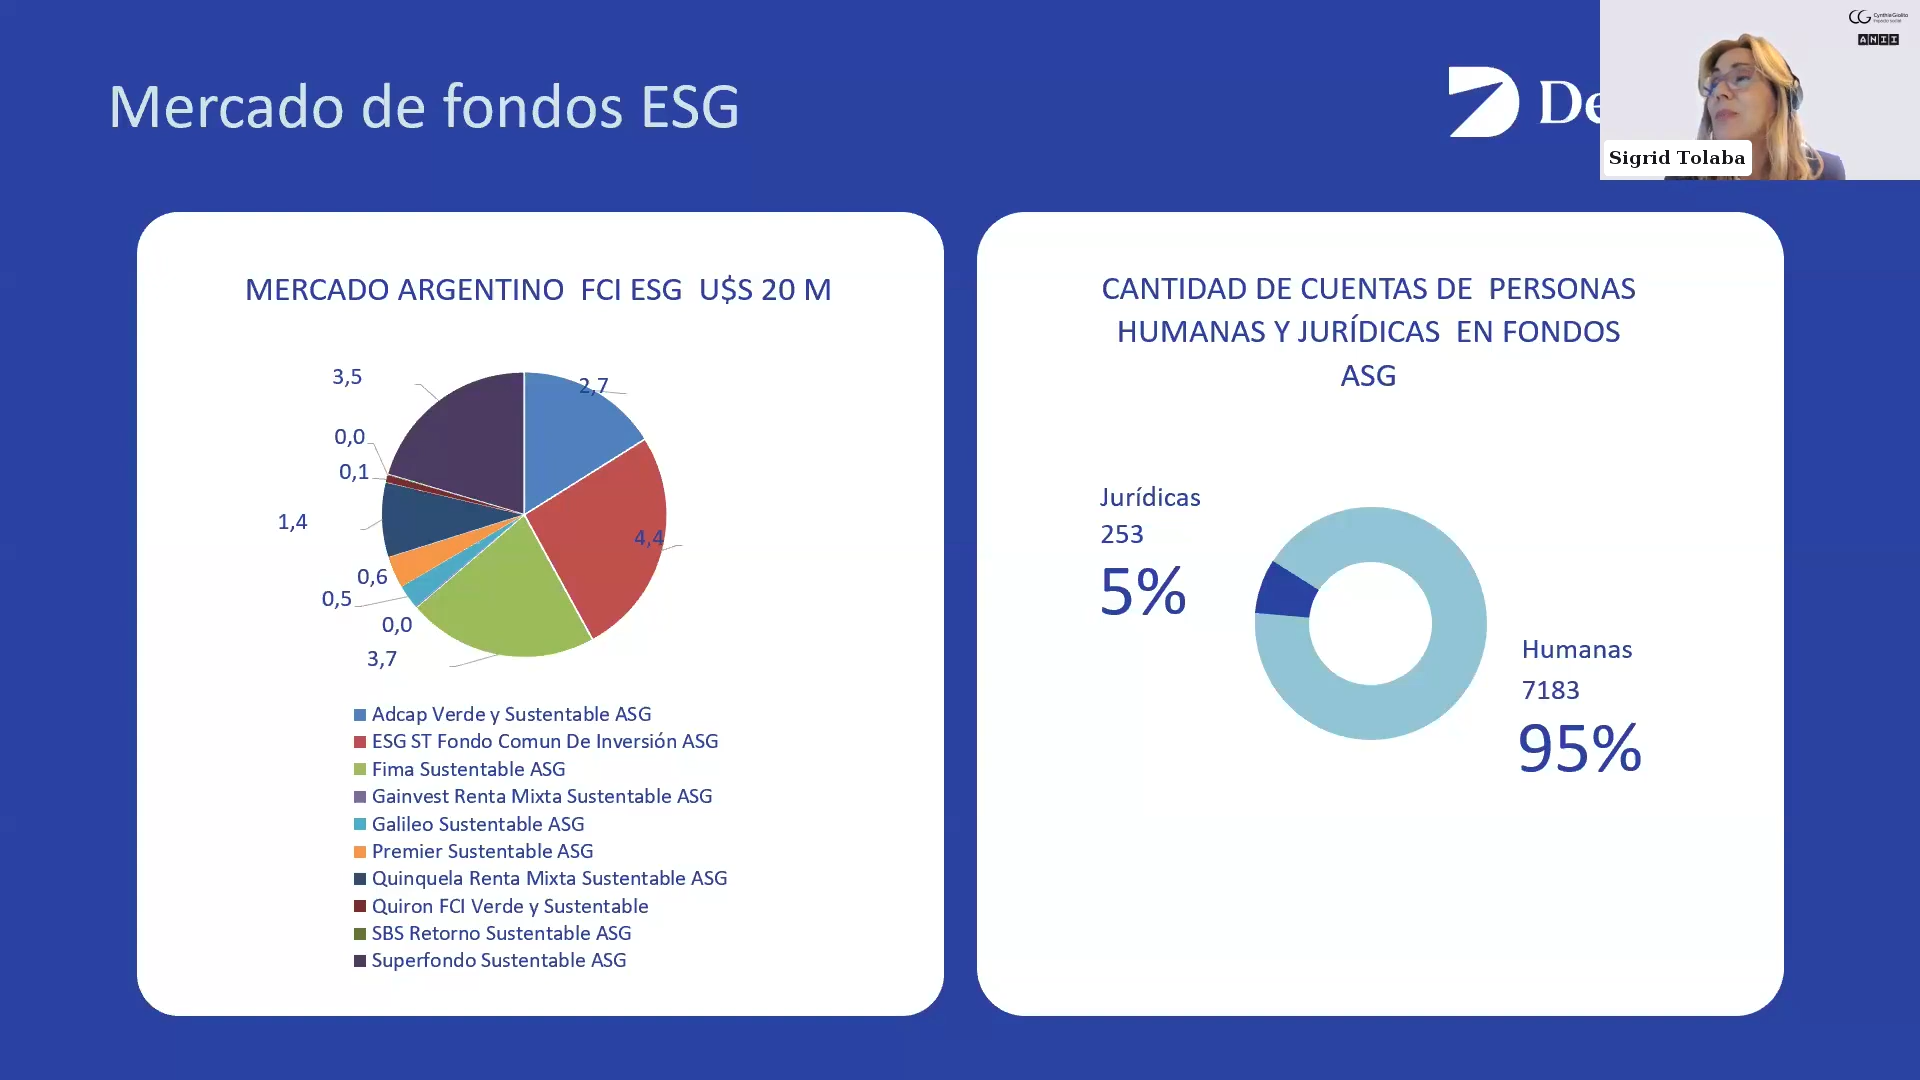 Mercado de fondos ESG
De
CynthiaGiolito
ANII
Sigrid Tolaba
MERCADO ARGENTINO FCI ESG U$S 20 M
3,5
2,7
0,0
0,1
1,4
4,4
0,6
0,5
0,0
3,7
Adcap Verde y Sustentable ASG
ESG ST Fondo Comun De Inversión ASG
Fima Sustentable ASG
Gainvest Renta Mixta Sustentable ASG
Galileo Sustentable ASG
Premier Sustentable ASG
Quinquela Renta Mixta Sustentable ASG
Quiron FCI Verde y Sustentable
SBS Retorno Sustentable ASG
Superfondo Sustentable ASG
CANTIDAD DE CUENTAS DE PERSONAS
HUMANAS Y JURÍDICAS EN FONDOS
ASG
Jurídicas
253
5%
Humanas
7183
95%